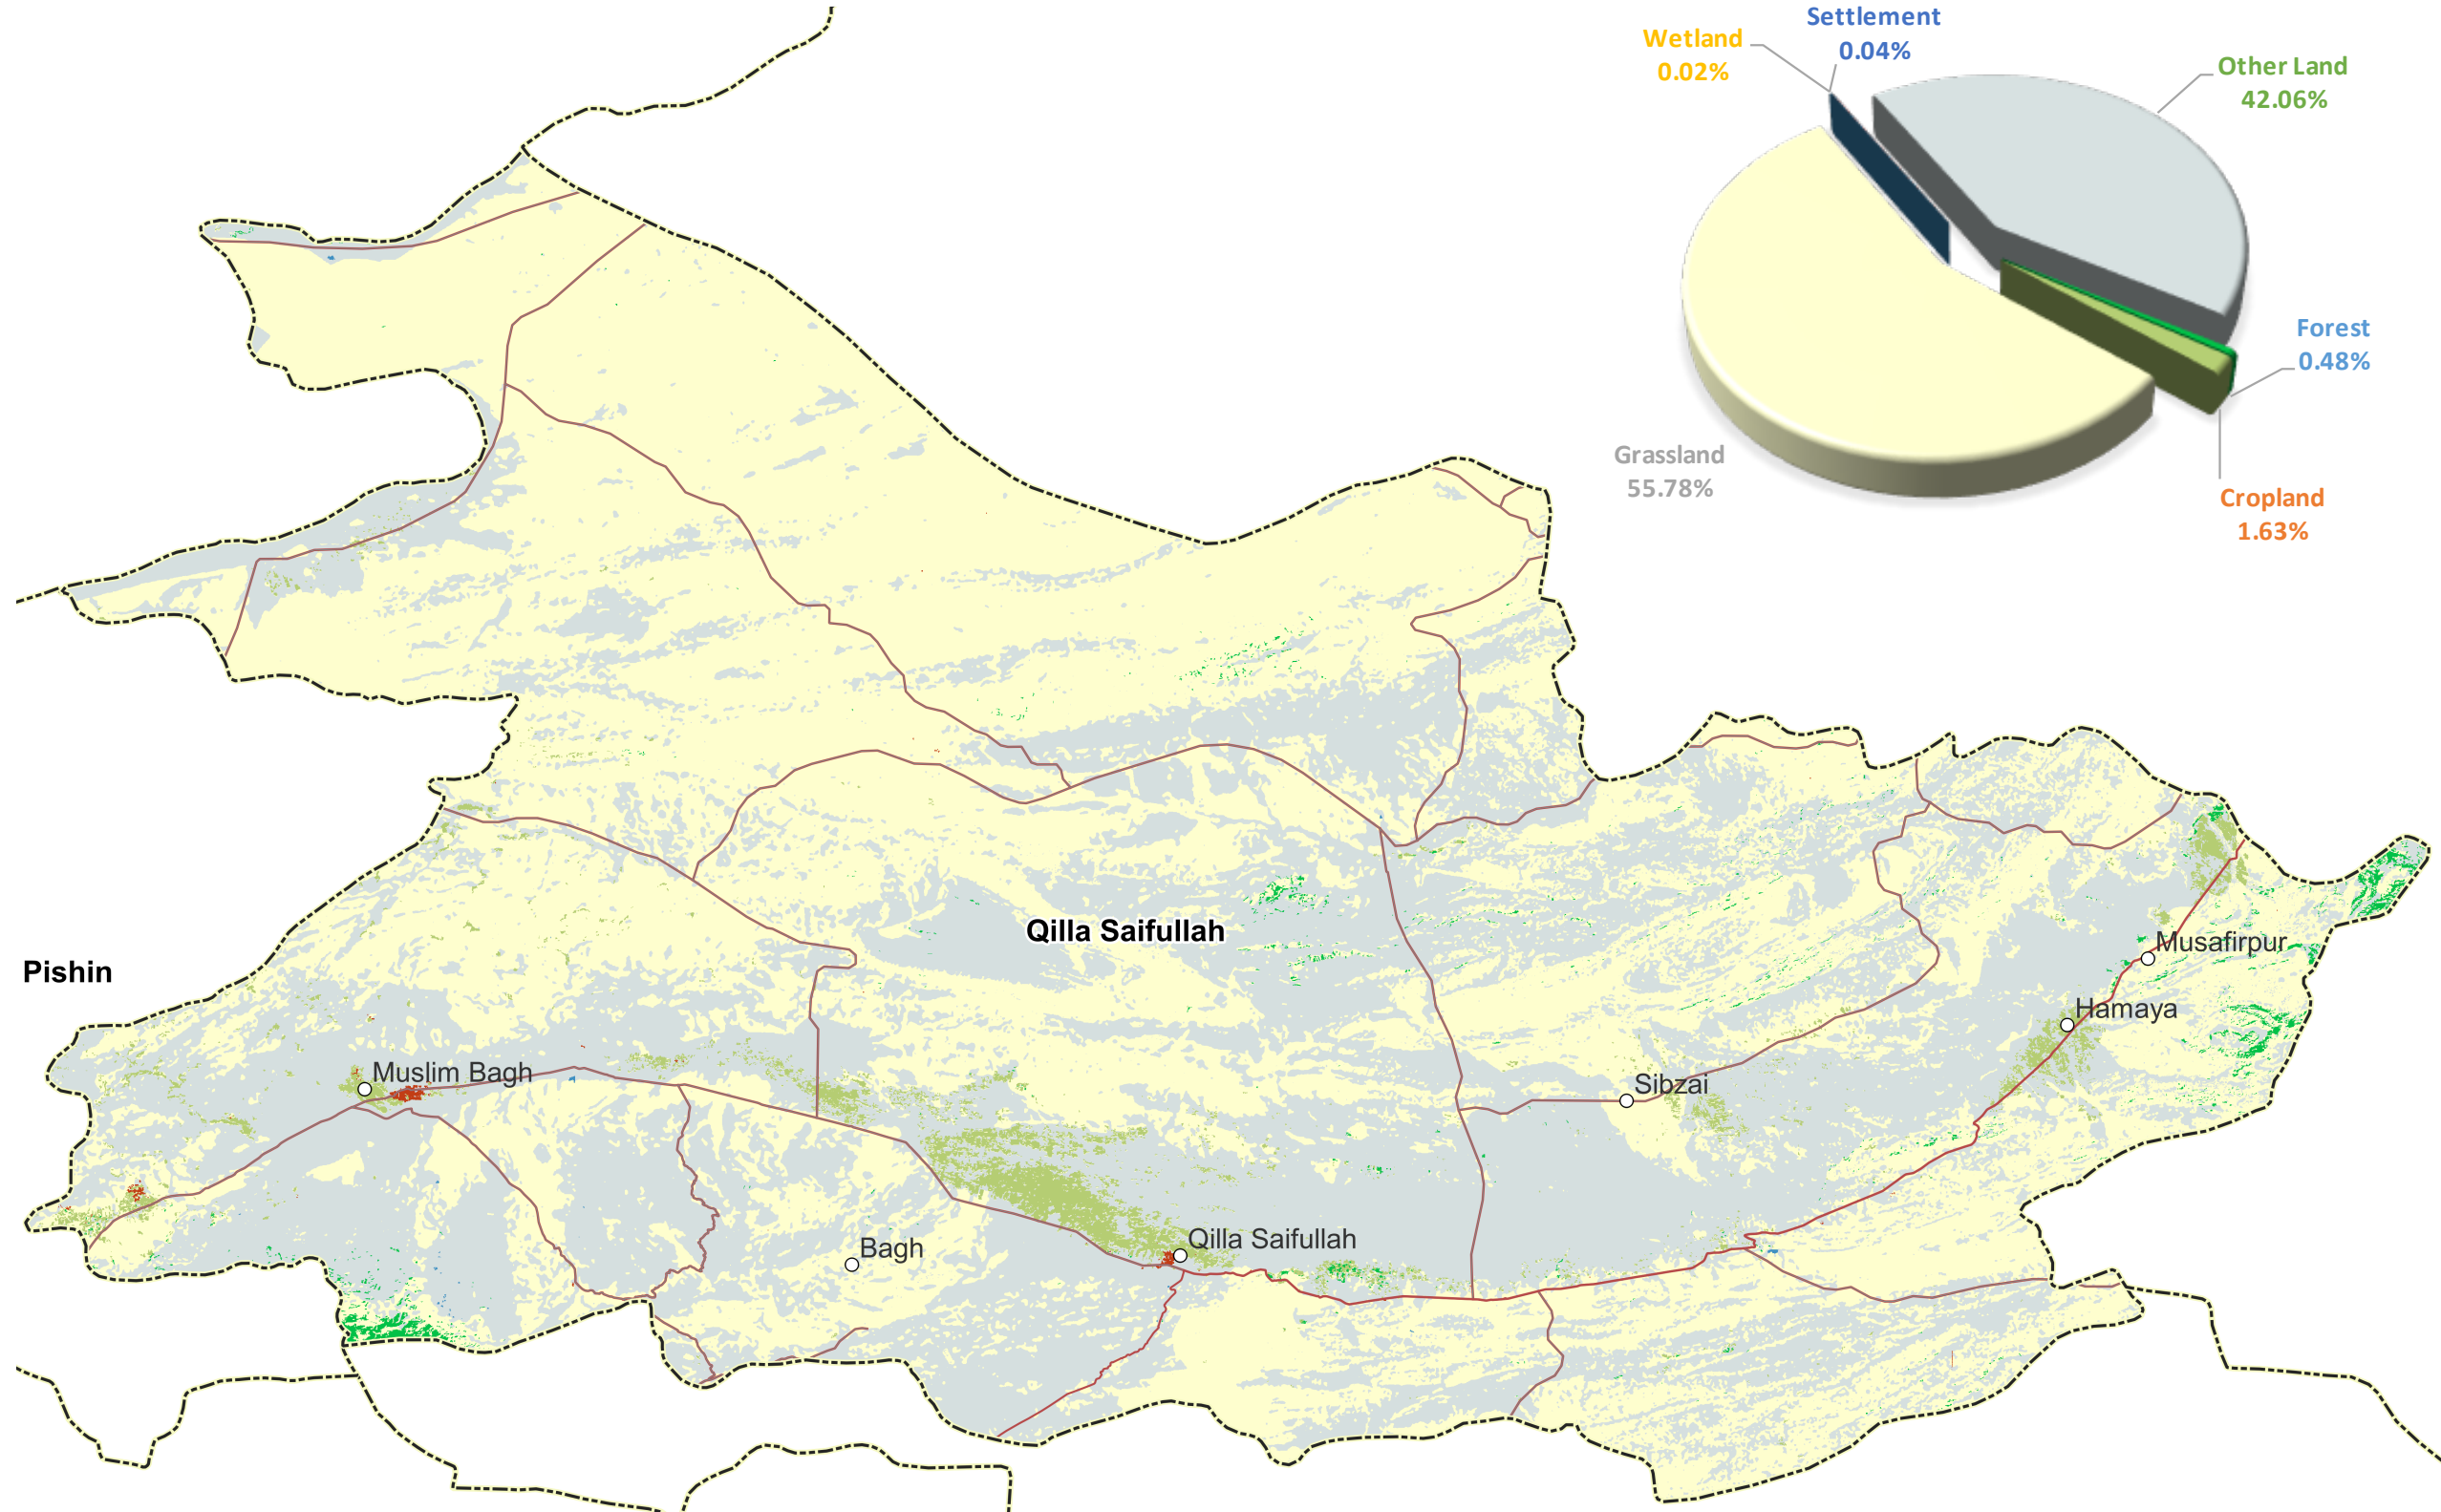 Settlement
0.04%
Wetland
0.02%
Other Land
42.06%
Forest
0.48%
Grassland
55.78%
Cropland
1.63%
Qilla Saifullah
Musafirpur
Pishin
Hamaya
Muslim Bagh
Sibzai
Qilla Saifullah
Bagh